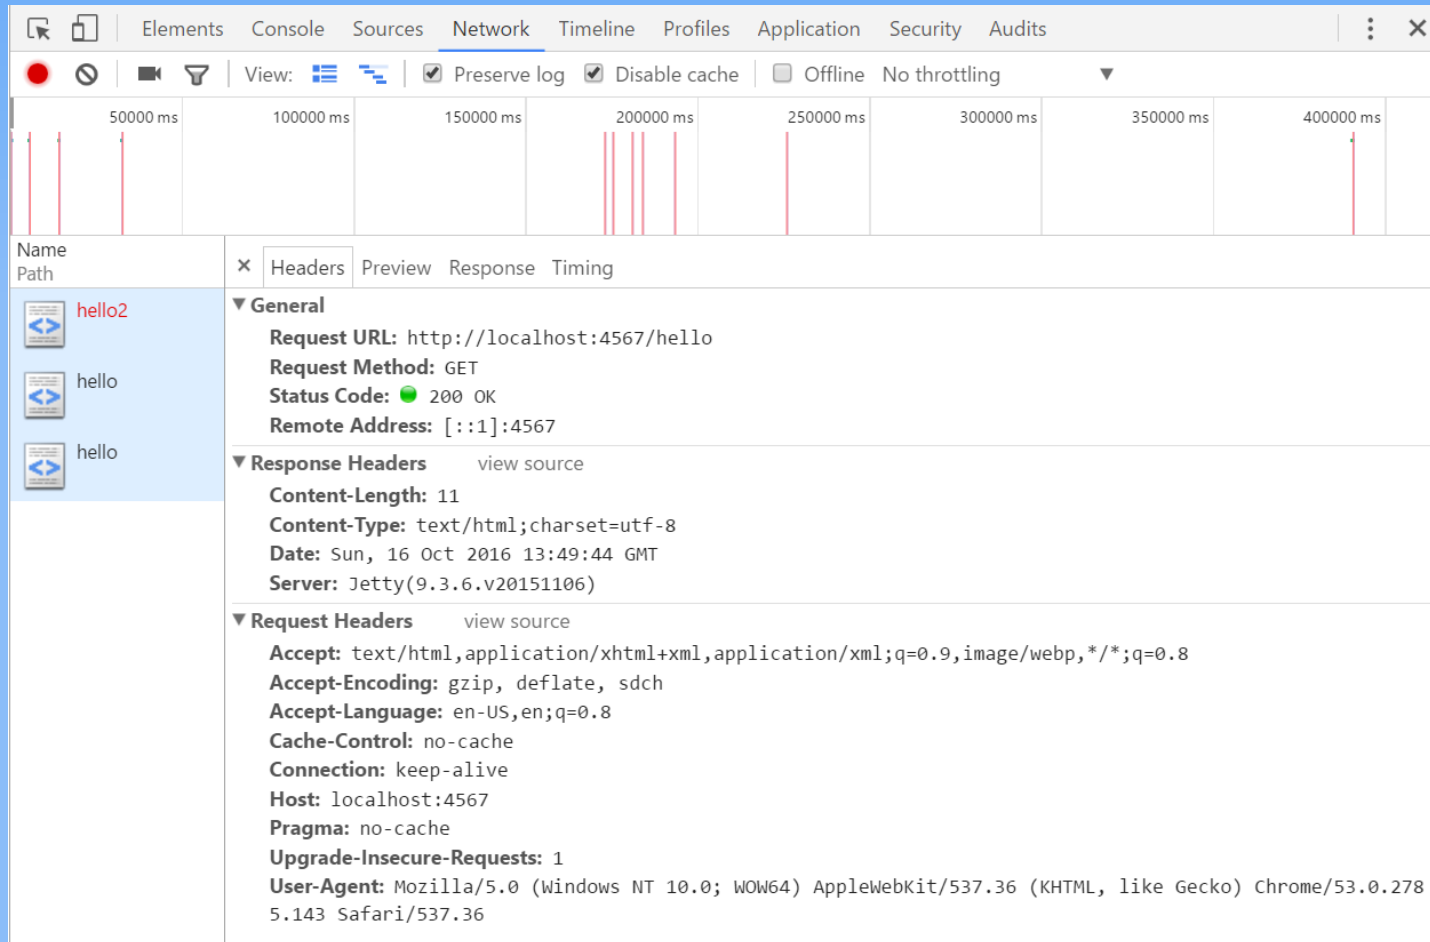 Elements Console Sources Network Timeline Profiles Application Security Audits
View: Preserve log Disable cache Offline No throttling
50000 ms 100000 ms 150000 ms 200000 ms 250000 ms 300000 ms 350000 ms 400000 ms
Name
Path
hello2
hello
hello
Headers Preview Response Timing
General
Request URL: http://localhost:4567/hello
Request Method: GET
Status Code: 200 OK
Remote Address: [::1]:4567
Response Headers view source
Content-Length: 11
Content-Type: text/html;charset=utf-8
Date: Sun, 16 Oct 2016 13:49:44 GMT
Server: Jetty(9.3.6.v20151106)
Request Headers view source
Accept: text/html,application/xhtml+xml,application/xml;q=0.9,image/webp,*/*;q=0.8
Accept-Encoding: gzip, deflate, sdch
Accept-Language: en-US,en;q=0.8
Cache-Control: no-cache
Connection: keep-alive
Host: localhost:4567
Pragma: no-cache
Upgrade-Insecure-Requests: 1
User-Agent: Mozilla/5.0 (Windows NT 10.0; WOW64) AppleWebKit/537.36 (KHTML, like Gecko) Chrome/53.0.278
5.143 Safari/537.36